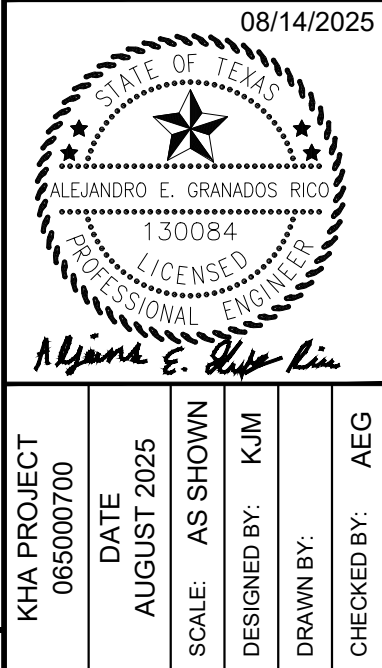 08/14/2025
STATE OF TEXAS
ALEJANDRO E. GRANADOS RICO
130084
LICENSED
PROFESSIONAL ENGINEER
KHA PROJECT
065000700
DATE
AUGUST 2025
SCALE: AS SHOWN
DESIGNED BY: KJM
DRAWN BY:
CHECKED BY: AEG